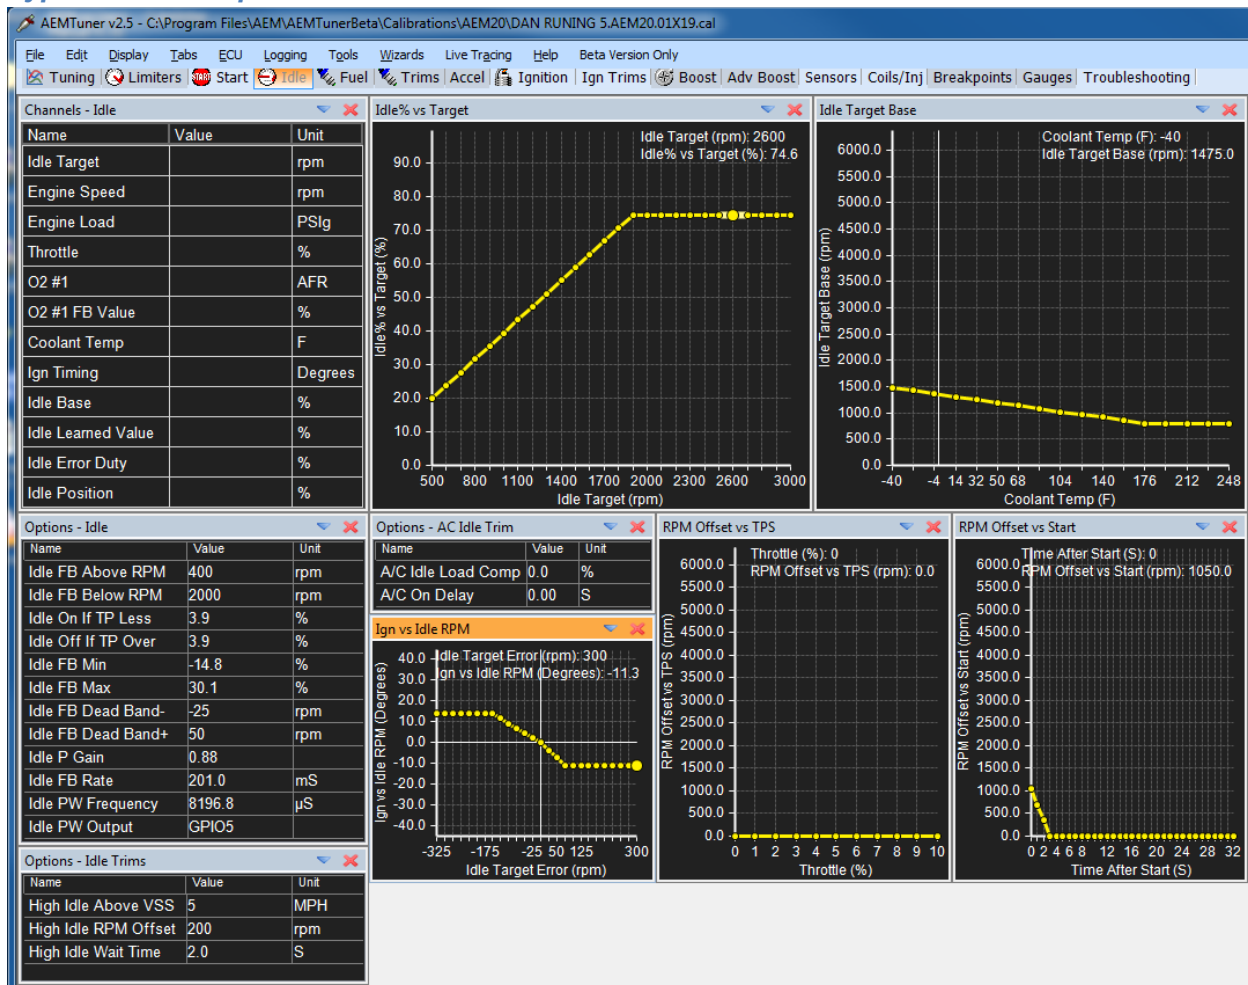 AEMTuner v2.5 - C:\Program Files\AEM\AEMTunerBeta\Calibrations\AEM20\DAN RUNING 5.AEM20.01X19.cal
File Edit Display Tabs ECU Logging Tools Wizards Live Tracing Help Beta Version Only
Tuning Limiters START Start Idle Fuel Trims Accel Ignition Ign Trims Boost Adv Boost Sensors Coils/Inj Breakpoints Gauges Troubleshooting
Channels - Idle
Name Value Unit
Idle Target rpm
Engine Speed rpm
Engine Load PSIg
Throttle %
O2 #1 AFR
O2 #1 FB Value %
Coolant Temp F
Ign Timing Degrees
Idle Base %
Idle Learned Value %
Idle Error Duty %
Idle Position %
Idle% vs Target
Idle Target (rpm): 2600
Idle% vs Target (%): 74.6
Idle% vs Target (%)
90.0
80.0
70.0
60.0
50.0
40.0
30.0
20.0
10.0
0.0
500 800 1100 1400 1700 2000 2300 2600 3000
Idle Target (rpm)
Idle Target Base
Coolant Temp (F): -40
Idle Target Base (rpm): 1475.0
Idle Target Base (rpm)
6000.0
5500.0
5000.0
4500.0
4000.0
3500.0
3000.0
2500.0
2000.0
1500.0
1000.0
500.0
0.0
-40 -4 14 32 50 68 104 140 176 212 248
Coolant Temp (F)
Options - Idle
Name Value Unit
Idle FB Above RPM 400 rpm
Idle FB Below RPM 2000 rpm
Idle On If TP Less 3.9 %
Idle Off If TP Over 3.9 %
Idle FB Min -14.8 %
Idle FB Max 30.1 %
Idle FB Dead Band- -25 rpm
Idle FB Dead Band+ 50 rpm
Idle P Gain 0.88
Idle FB Rate 201.0 mS
Idle PW Frequency 8196.8 µS
Idle PW Output GPIO5
Options - Idle Trims
Name Value Unit
High Idle Above VSS 5 MPH
High Idle RPM Offset 200 rpm
High Idle Wait Time 2.0 S
Options - AC Idle Trim
Name Value Unit
A/C Idle Load Comp 0.0 %
A/C On Delay 0.00 S
Ign vs Idle RPM
Idle Target Error (rpm): 300
Ign vs Idle RPM (Degrees): -11.3
Ign vs Idle RPM (Degrees)
40.0
30.0
20.0
10.0
0.0
-10.0
-20.0
-30.0
-40.0
-325 -175 -25 50 125 300
Idle Target Error (rpm)
RPM Offset vs TPS
Throttle (%): 0
RPM Offset vs TPS (rpm): 0.0
RPM Offset vs TPS (rpm)
6000.0
5500.0
5000.0
4500.0
4000.0
3500.0
3000.0
2500.0
2000.0
1500.0
1000.0
500.0
0.0
0 1 2 3 4 5 6 7 8 9 10
Throttle (%)
RPM Offset vs Start
Time After Start (S): 0
RPM Offset vs Start (rpm): 1050.0
RPM Offset vs Start (rpm)
6000.0
5500.0
5000.0
4500.0
4000.0
3500.0
3000.0
2500.0
2000.0
1500.0
1000.0
500.0
0.0
0 2 4 6 8 12 16 20 24 28 32
Time After Start (S)